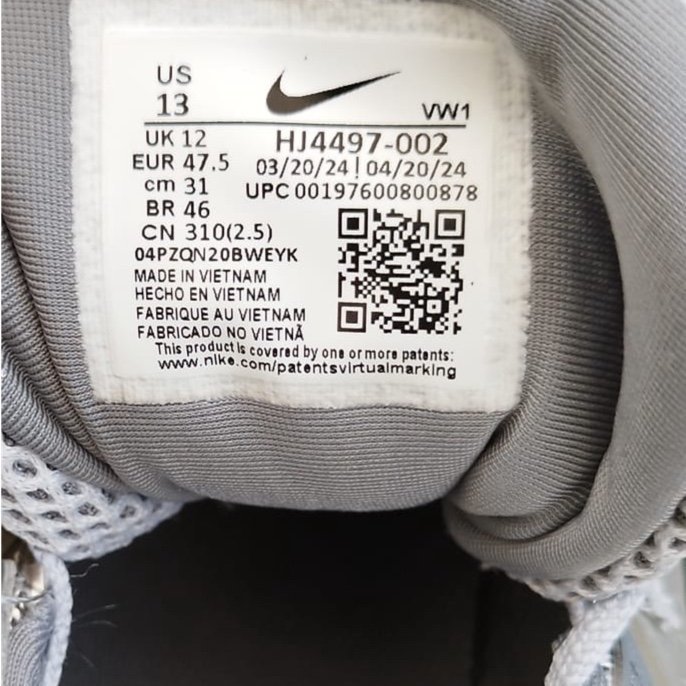 US
13
VW1
UK 12
HJ4497-002
EUR 47.5
03/20/24 | 04/20/24
cm 31
UPC 00197600800878
BR 46
CN 310(2.5)
04PZQN20BWEYK
MADE IN VIETNAM
HECHO EN VIETNAM
FABRIQUE AU VIETNAM
FABRICADO NO VIETNÃ
This product is covered by one or more patents:
www.nike.com/patentsvirtualmarking